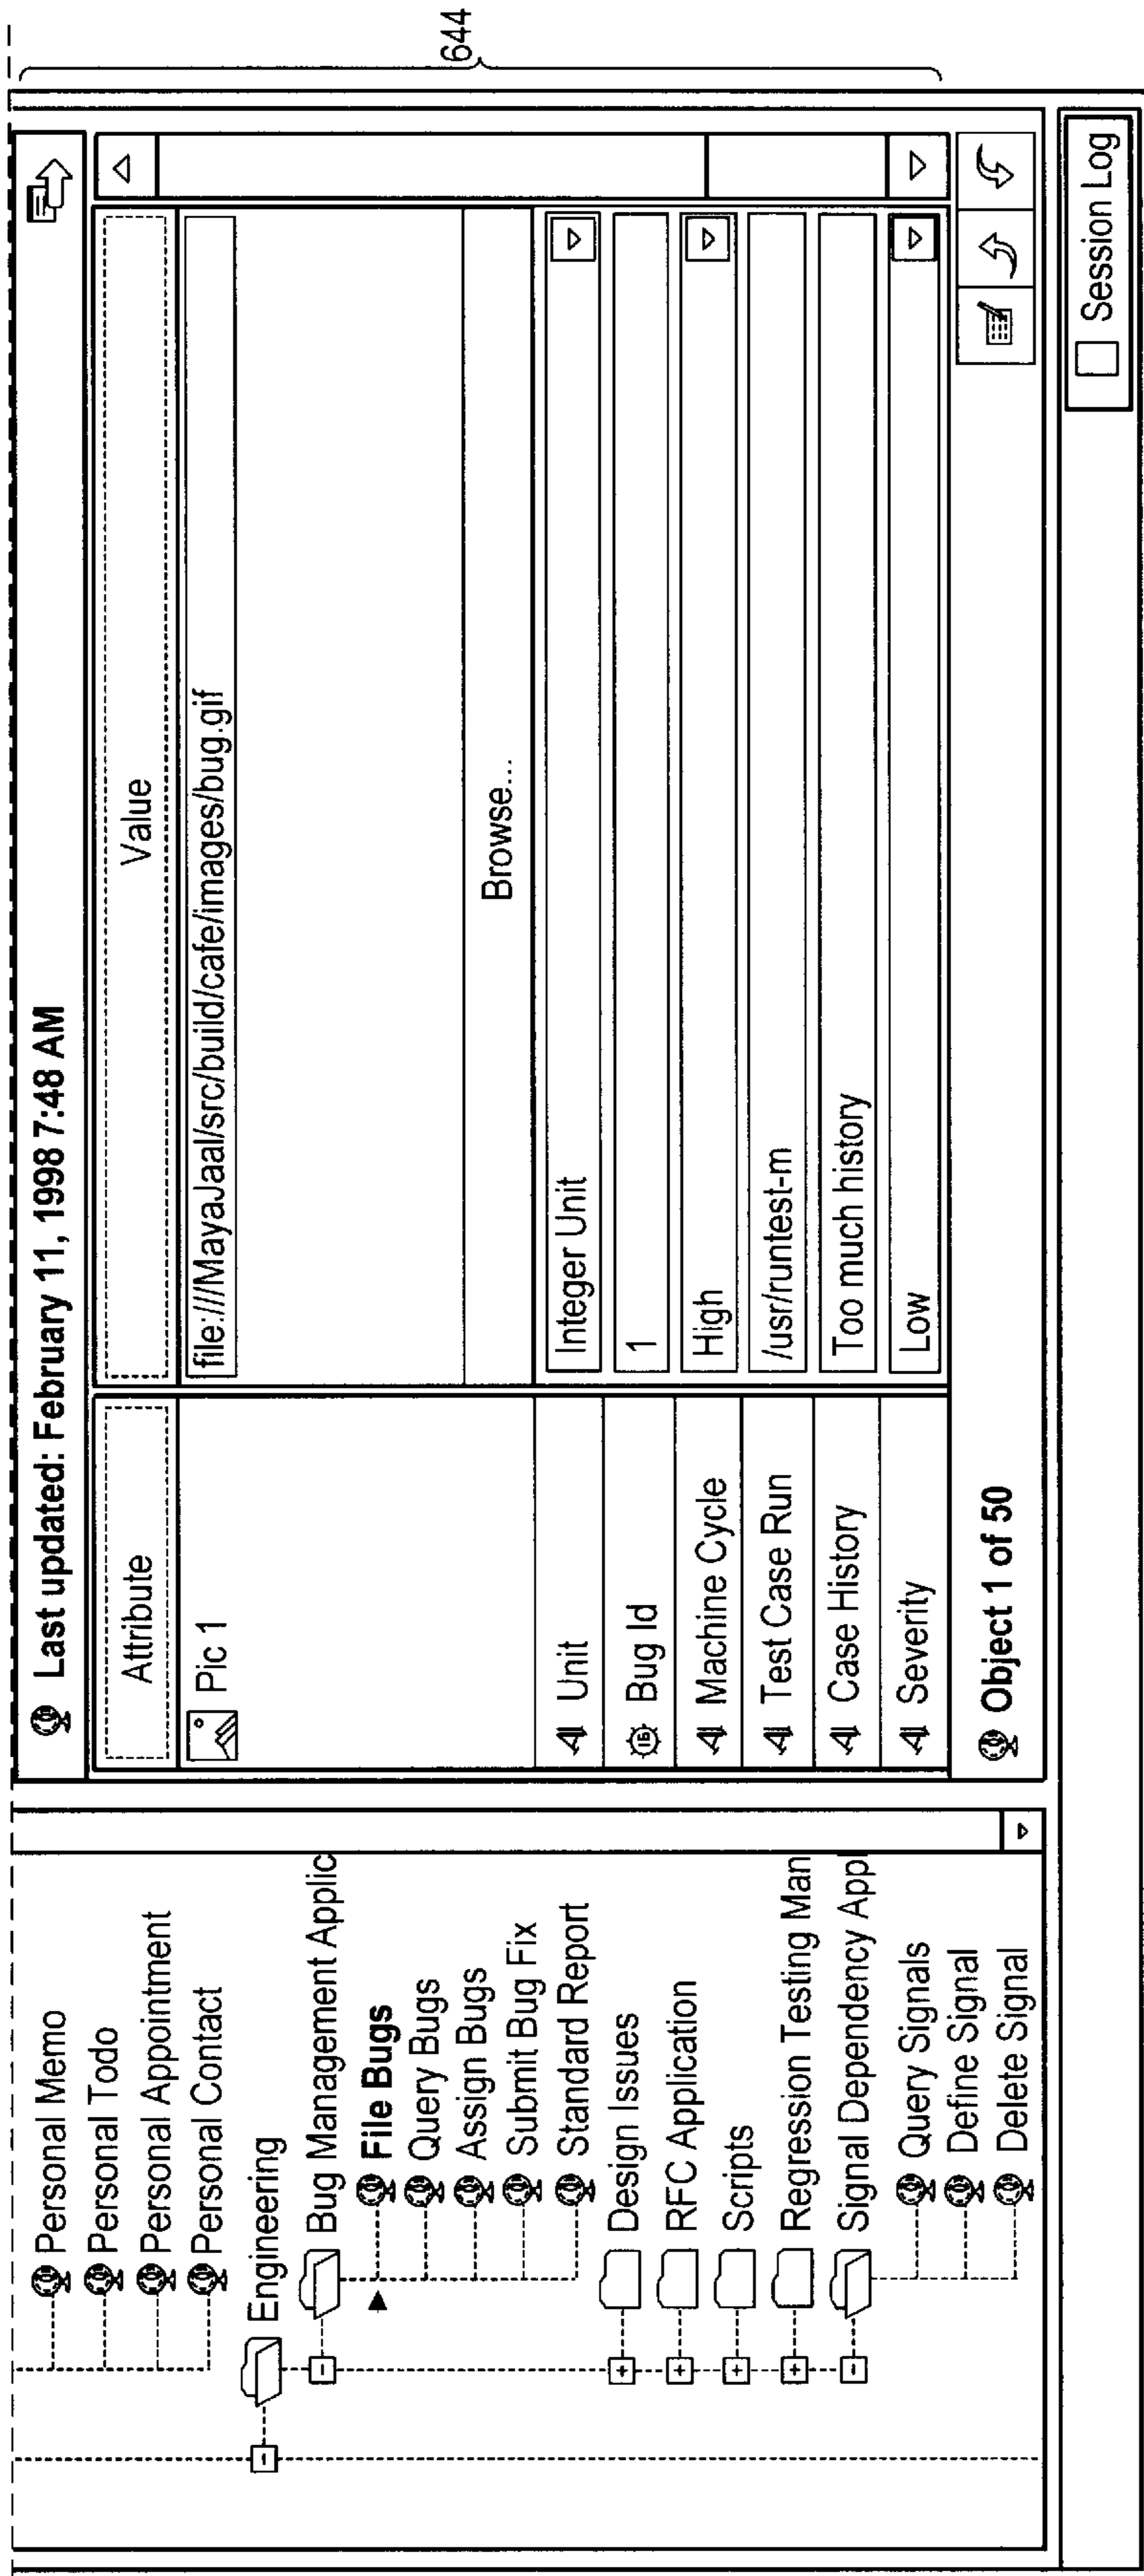 Personal Memo
Personal Todo
Personal Appointment
Personal Contact
Engineering
Bug Management Applic
File Bugs
Query Bugs
Assign Bugs
Submit Bug Fix
Standard Report
Design Issues
RFC Application
Scripts
Regression Testing Man
Signal Dependency App
Query Signals
Define Signal
Delete Signal
Last updated: February 11, 1998 7:48 AM
Attribute Value
Pic 1 file:///MayaJaal/src/build/cafe/images/bug.gif
Browse...
Unit Integer Unit
Bug Id 1
Machine Cycle High
Test Case Run /usr/runtest-m
Case History Too much history
Severity Low
Object 1 of 50
Session Log
644